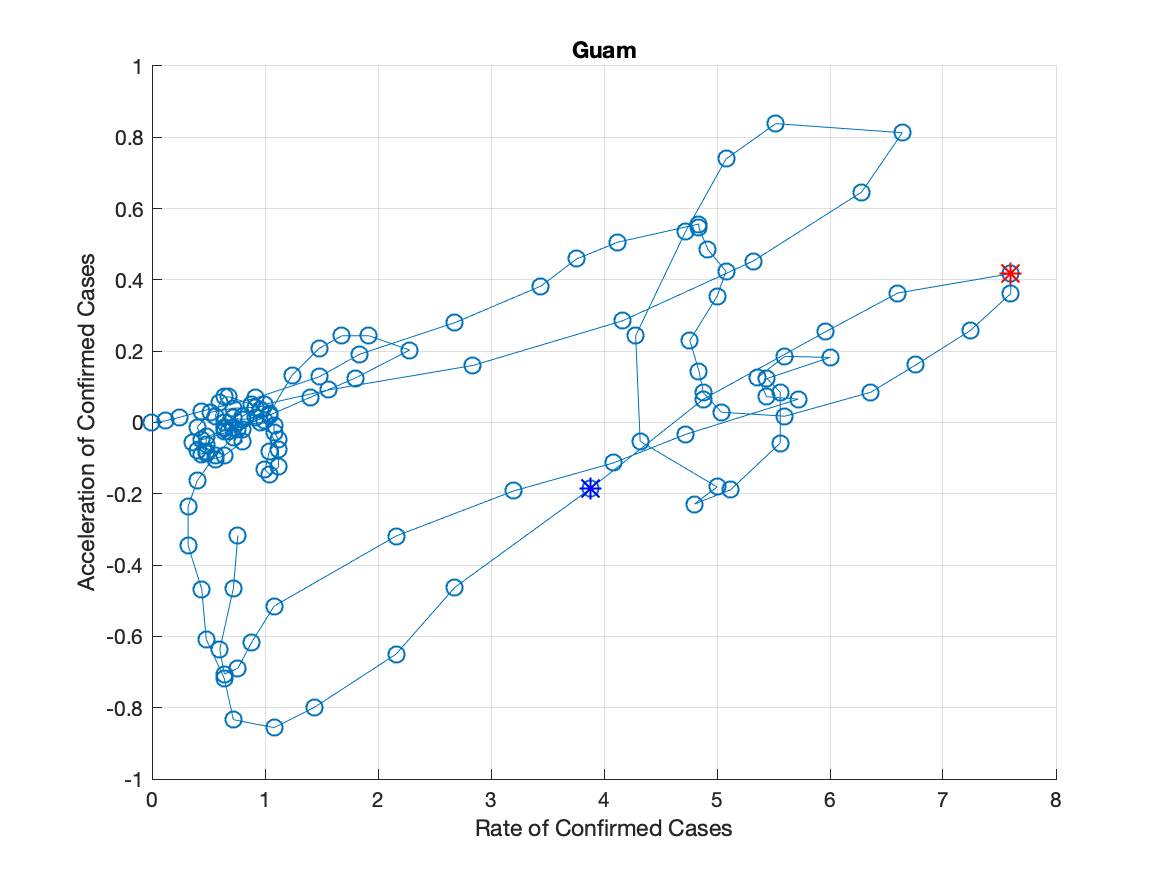 Guam
1
0.8
0.6
0.4
0.2
0
-0.2
-0.4
-0.6
-0.8
-1
Acceleration of Confirmed Cases
0 1 2 3 4 5 6 7 8
Rate of Confirmed Cases